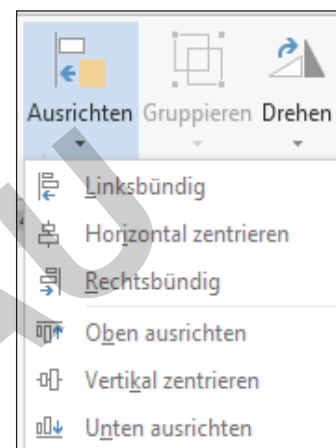 Ausrichten Gruppieren Drehen
Linksbündig
Horizontal zentrieren
Rechtsbündig
Oben ausrichten
Vertikal zentrieren
Unten ausrichten